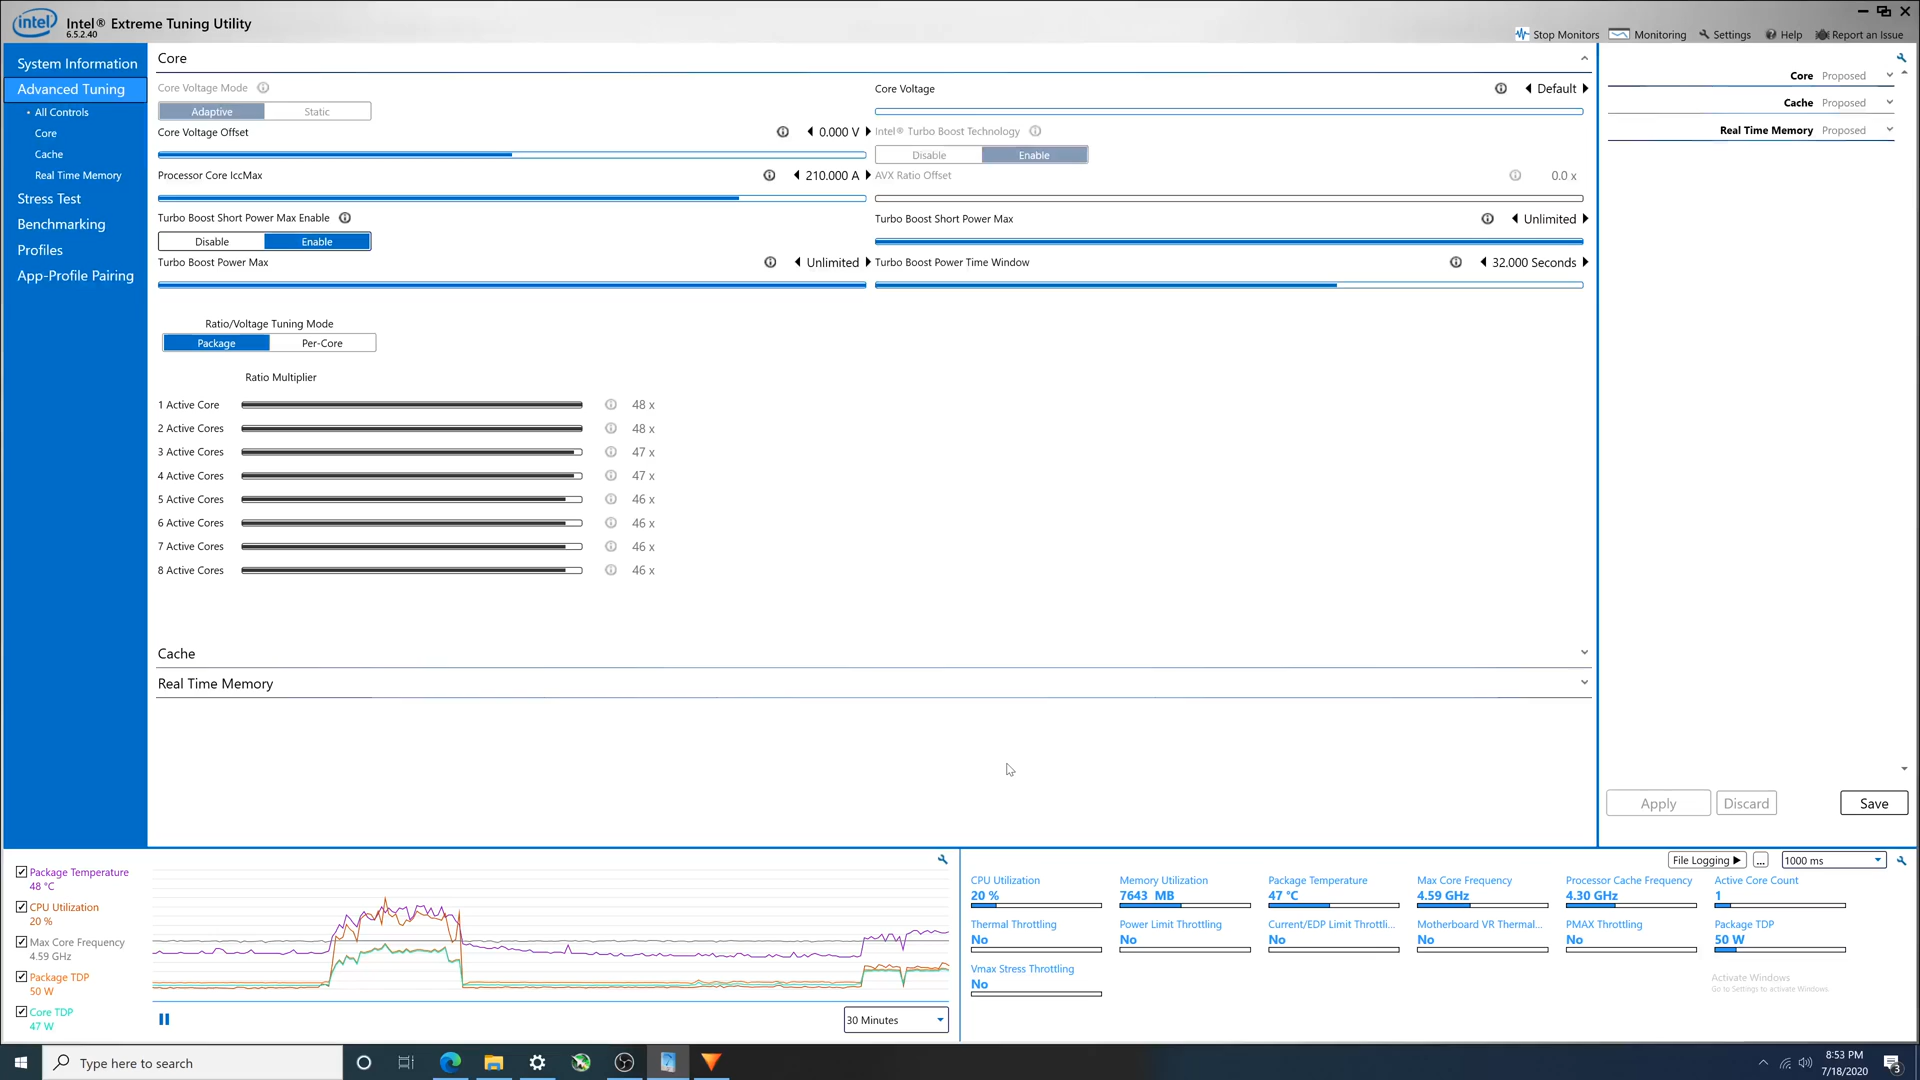 intel
Intel® Extreme Tuning Utility
6.5.2.40
Stop Monitors
Monitoring
Settings
Help
Report an Issue
System Information
Advanced Tuning
• All Controls
Core
Cache
Real Time Memory
Stress Test
Benchmarking
Profiles
App-Profile Pairing
Core
Core Voltage Mode
Adaptive
Static
Core Voltage
Default
Core Voltage Offset
0.000 V
Intel® Turbo Boost Technology
Disable
Enable
Processor Core IccMax
210.000 A
AVX Ratio Offset
0.0 x
Turbo Boost Short Power Max Enable
Disable
Enable
Turbo Boost Short Power Max
Unlimited
Turbo Boost Power Max
Unlimited
Turbo Boost Power Time Window
32.000 Seconds
Ratio/Voltage Tuning Mode
Package
Per-Core
Ratio Multiplier
1 Active Core 48 x
2 Active Cores 48 x
3 Active Cores 47 x
4 Active Cores 47 x
5 Active Cores 46 x
6 Active Cores 46 x
7 Active Cores 46 x
8 Active Cores 46 x
Cache
Real Time Memory
Core Proposed
Cache Proposed
Real Time Memory Proposed
Apply
Discard
Save
Package Temperature
48 °C
CPU Utilization
20 %
Max Core Frequency
4.59 GHz
Package TDP
50 W
Core TDP
47 W
30 Minutes
File Logging
...
1000 ms
CPU Utilization
20 %
Memory Utilization
7643 MB
Package Temperature
47 °C
Max Core Frequency
4.59 GHz
Processor Cache Frequency
4.30 GHz
Active Core Count
1
Thermal Throttling
No
Power Limit Throttling
No
Current/EDP Limit Throttli...
No
Motherboard VR Thermal...
No
PMAX Throttling
No
Package TDP
50 W
Vmax Stress Throttling
No
Activate Windows
Go to Settings to activate Windows.
Type here to search
8:53 PM
7/18/2020
3